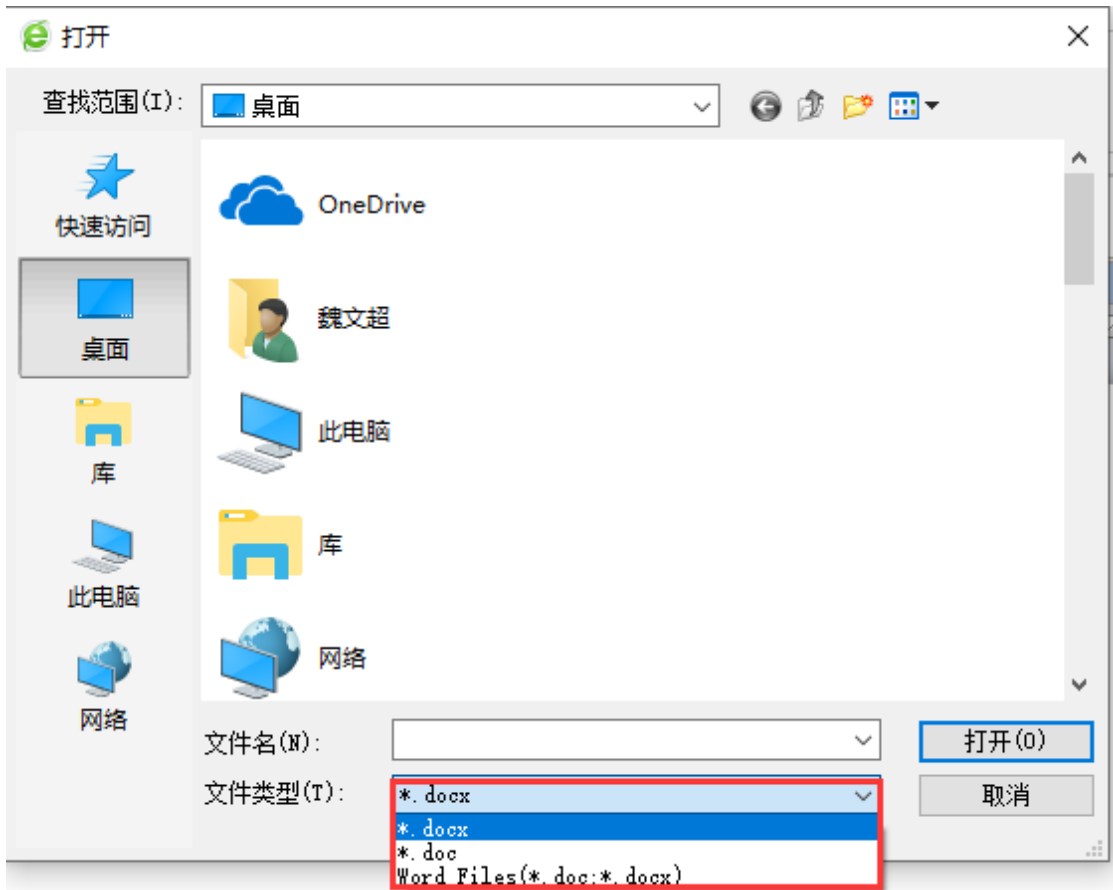 打开
查找范围(I):
桌面
快速访问
桌面
库
此电脑
网络
OneDrive
魏文超
此电脑
库
网络
文件名(N):
打开(O)
文件类型(T):
*.docx
取消
*.docx
*.doc
Word Files(*.doc;*.docx)